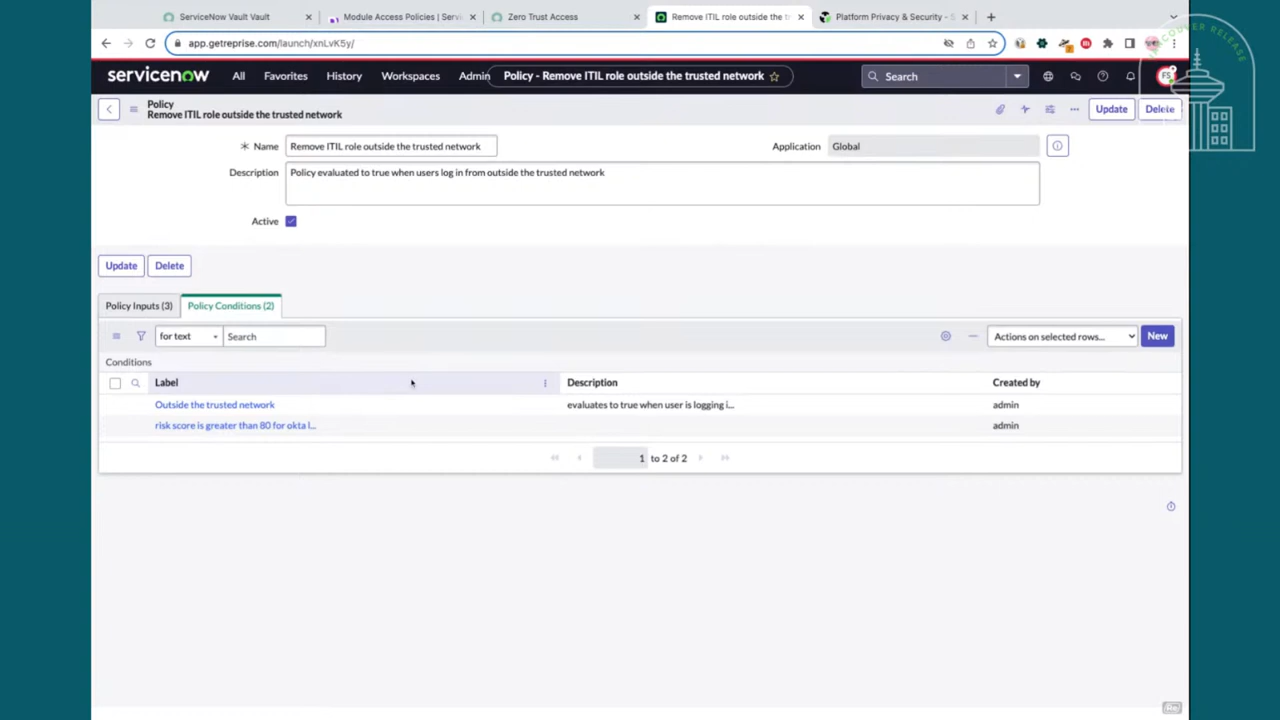 ServiceNow Vault Vault
Module Access Policies | Servi
Zero Trust Access
Remove ITIL role outside the tr
Platform Privacy & Security - S
app.getreprise.com/launch/xnLvK5y/
VANCOUVER RELEASE
servicenow
All
Favorites
History
Workspaces
Admin
Policy - Remove ITIL role outside the trusted network
Search
FS
Policy
Remove ITIL role outside the trusted network
Update
Delete
Name
Remove ITIL role outside the trusted network
Application
Global
Description
Policy evaluated to true when users log in from outside the trusted network
Active
Update
Delete
Policy Inputs (3)
Policy Conditions (2)
for text
Search
Actions on selected rows...
New
Conditions
Label
Description
Created by
Outside the trusted network
evaluates to true when user is logging i...
admin
risk score is greater than 80 for okta l...
admin
1 to 2 of 2